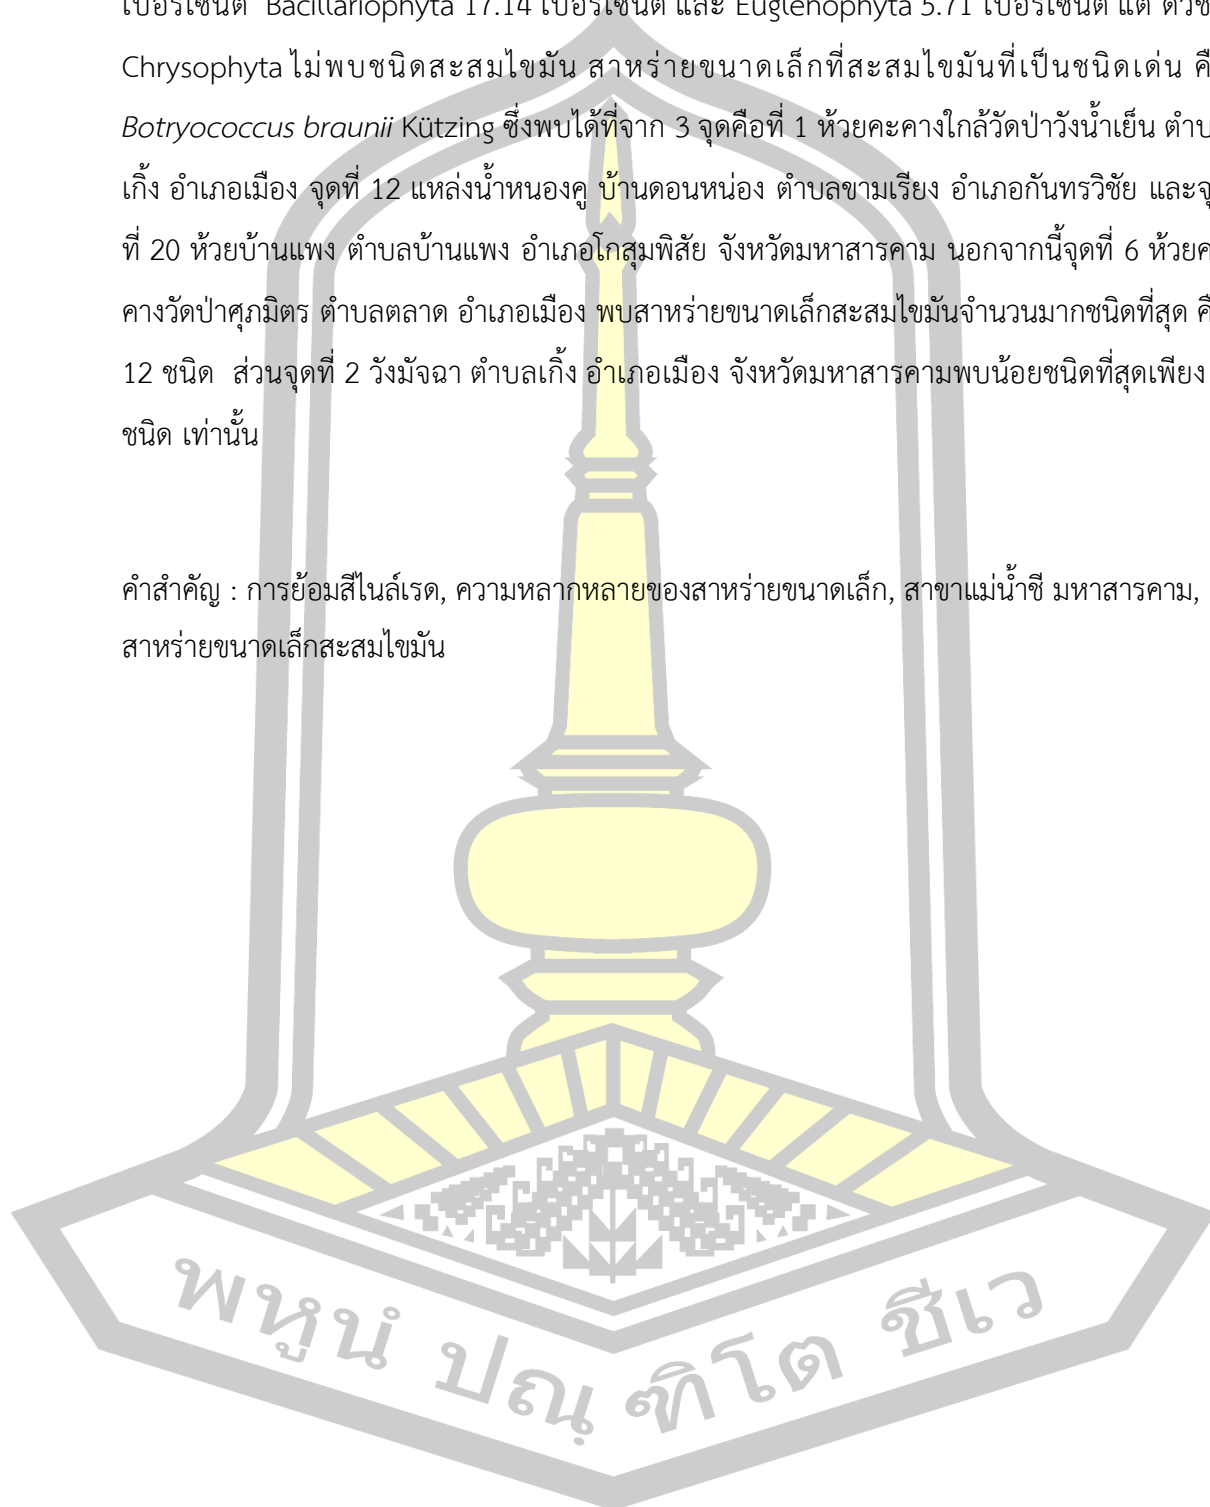 เปอร์เซ็นต์ Bacillariophyta 17.14 เปอร์เซ็นต์ และ Euglenophyta 5.71 เปอร์เซ็นต์ แต่
Chrysophyta ไม่พบชนิดสะสมไขมัน สาหร่ายขนาดเล็กที่สะสมไขมันที่เป็นชนิดเด่น
Botryococcus braunii Kützing ซึ่งพบได้ที่จาก 3 จุดคือที่ 1 ห้วยคะคางใกล้วัดป่าวังน้ำเย็น
เกิ้ง อำเภอเมือง จุดที่ 12 แหล่งน้ำหนองคู บ้านดอนหน่อง ตำบลขามเรียง อำเภอกันทรวิชัย
ที่ 20 ห้วยบ้านแพง ตำบลบ้านแพง อำเภอโกสุมพิสัย จังหวัดมหาสารคาม นอกจากนี้จุดที่ 6
คางวัดป่าศุภมิตร ตำบลตลาด อำเภอเมือง พบสาหร่ายขนาดเล็กสะสมไขมันจำนวนมากชนิดที่สุด
12 ชนิด ส่วนจุดที่ 2 วังมัจฉา ตำบลเกิ้ง อำเภอเมือง จังหวัดมหาสารคามพบน้อยชนิดที่สุดเพียง
ชนิด เท่านั้น
คำสำคัญ : การย้อมสีไนล์เรด, ความหลากหลายของสาหร่ายขนาดเล็ก, สาขาแม่น้ำชี มหาสารคาม,
สาหร่ายขนาดเล็กสะสมไขมัน
พหูนํ ปณฺฑิโต ชีเว